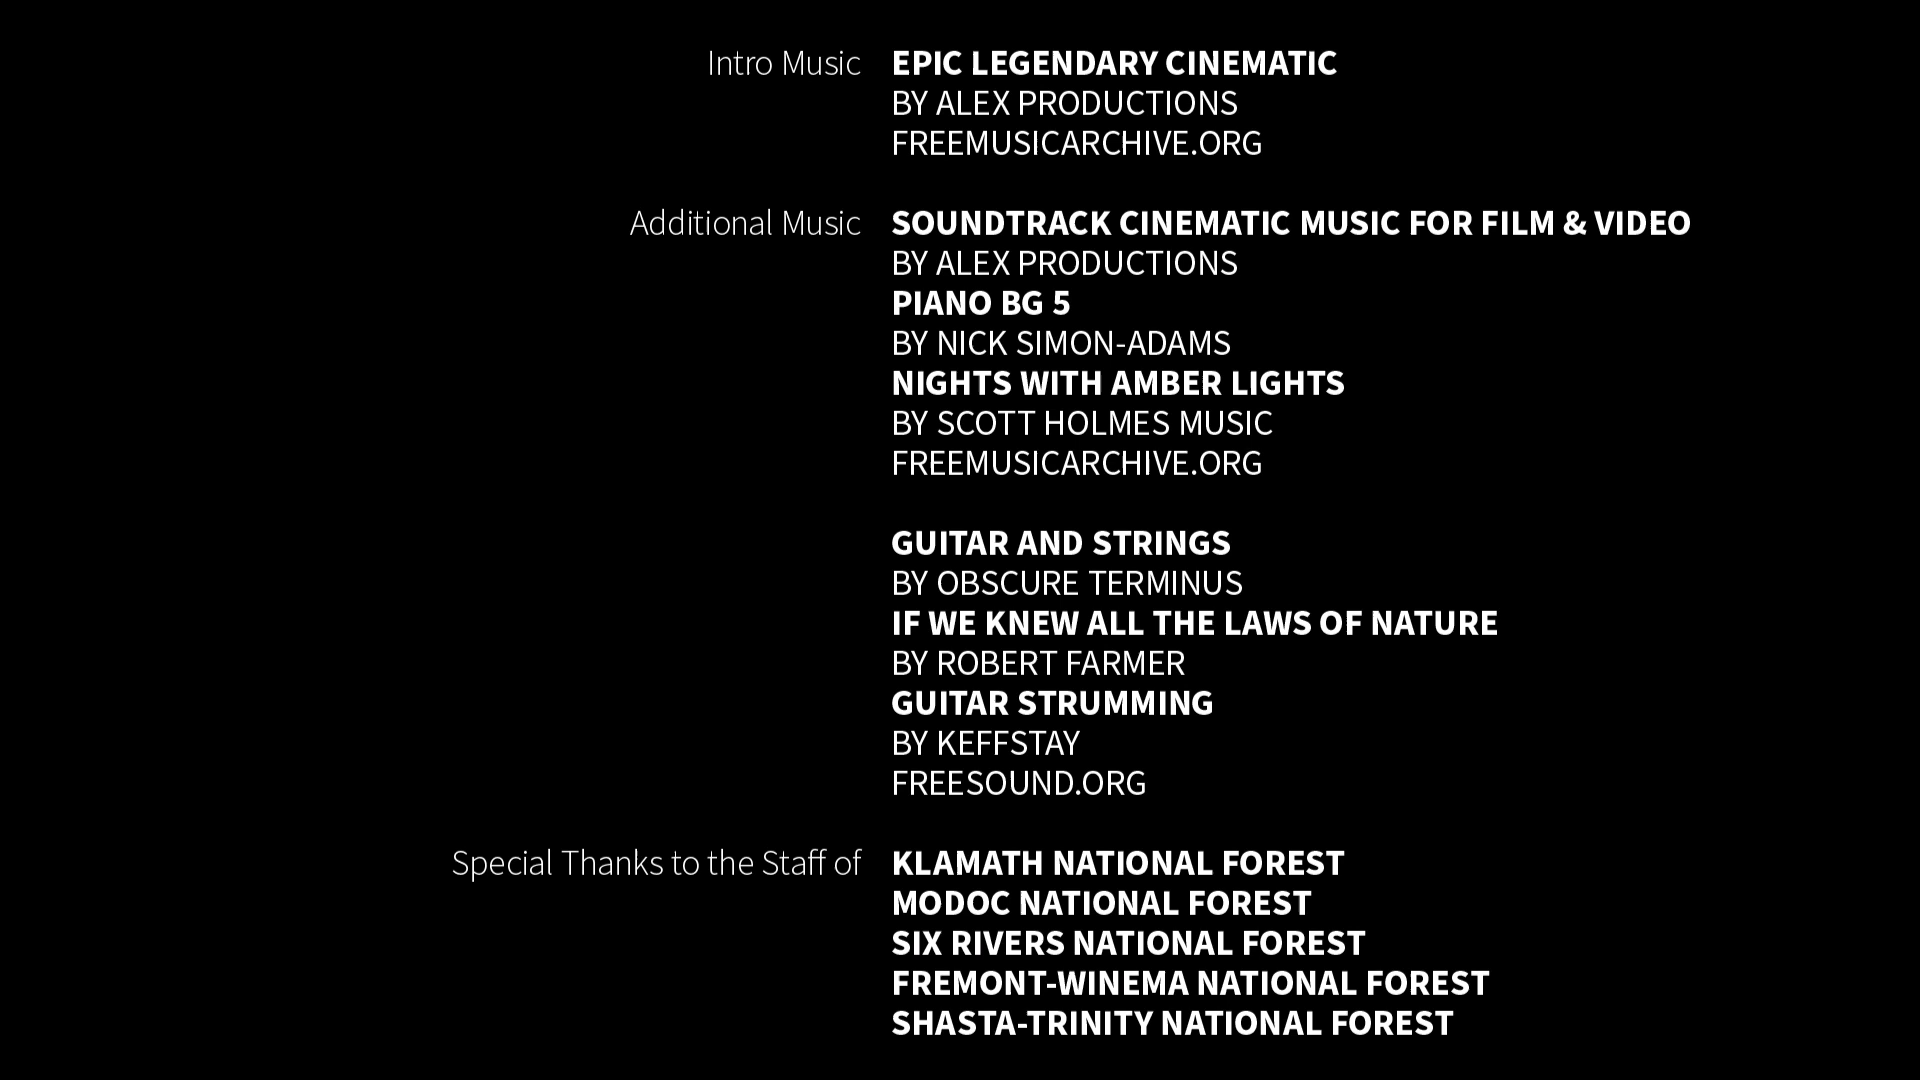 Intro Music EPIC LEGENDARY CINEMATIC
BY ALEX PRODUCTIONS
FREEMUSICARCHIVE.ORG
Additional Music SOUNDTRACK CINEMATIC MUSIC FOR FILM & VIDEO
BY ALEX PRODUCTIONS
PIANO BG 5
BY NICK SIMON-ADAMS
NIGHTS WITH AMBER LIGHTS
BY SCOTT HOLMES MUSIC
FREEMUSICARCHIVE.ORG
GUITAR AND STRINGS
BY OBSCURE TERMINUS
IF WE KNEW ALL THE LAWS OF NATURE
BY ROBERT FARMER
GUITAR STRUMMING
BY KEFFSTAY
FREESOUND.ORG
Special Thanks to the Staff of KLAMATH NATIONAL FOREST
MODOC NATIONAL FOREST
SIX RIVERS NATIONAL FOREST
FREMONT-WINEMA NATIONAL FOREST
SHASTA-TRINITY NATIONAL FOREST